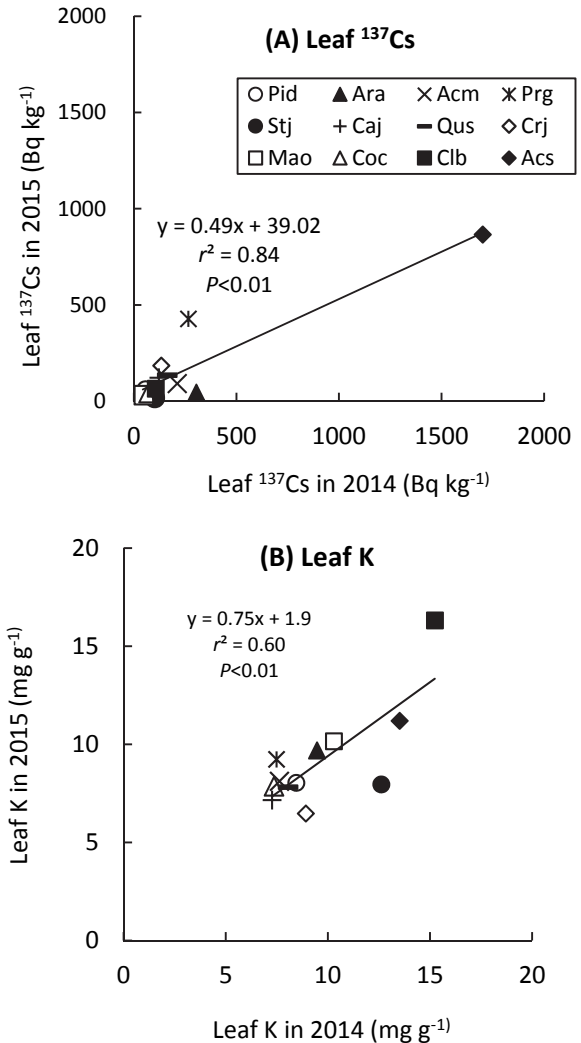 (A) Leaf ¹³⁷Cs
2000
Pid Ara Acm Prg
Stj Caj Qus Crj
Mao Coc Clb Acs
1500
1000
y = 0.49x + 39.02
r² = 0.84
P<0.01
500
0
0 500 1000 1500 2000
Leaf ¹³⁷Cs in 2015 (Bq kg⁻¹)
Leaf ¹³⁷Cs in 2014 (Bq kg⁻¹)
(B) Leaf K
20
y = 0.75x + 1.9
r² = 0.60
P<0.01
15
10
5
0
0 5 10 15 20
Leaf K in 2015 (mg g⁻¹)
Leaf K in 2014 (mg g⁻¹)